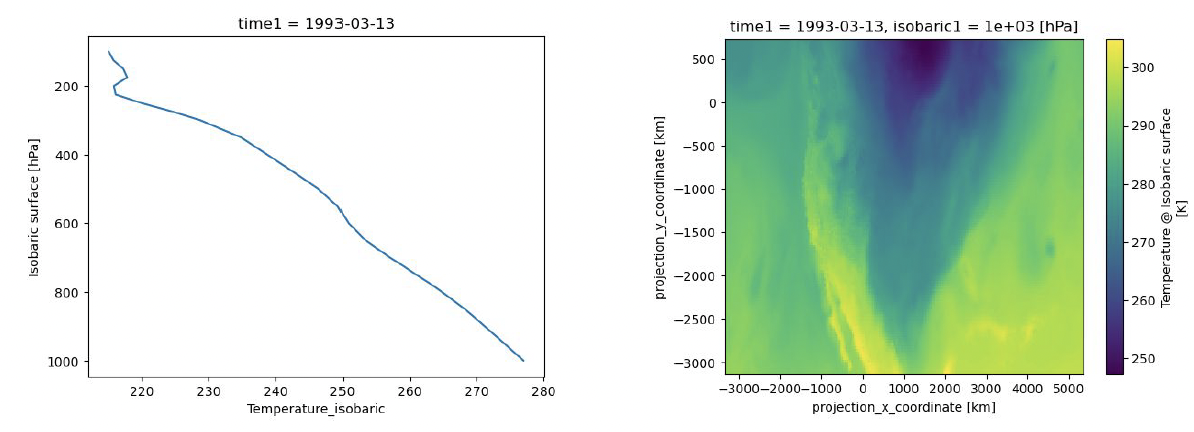 time1 = 1993-03-13
200
400
600
800
1000
Isobaric surface [hPa]
220 230 240 250 260 270 280
Temperature_isobaric
time1 = 1993-03-13, isobaric1 = 1e+03 [hPa]
500
0
−500
−1000
−1500
−2000
−2500
−3000
projection_y_coordinate [km]
−3000−2000−1000 0 1000 2000 3000 4000 5000
projection_x_coordinate [km]
300
290
280
270
260
250
Temperature @ Isobaric surface
[K]